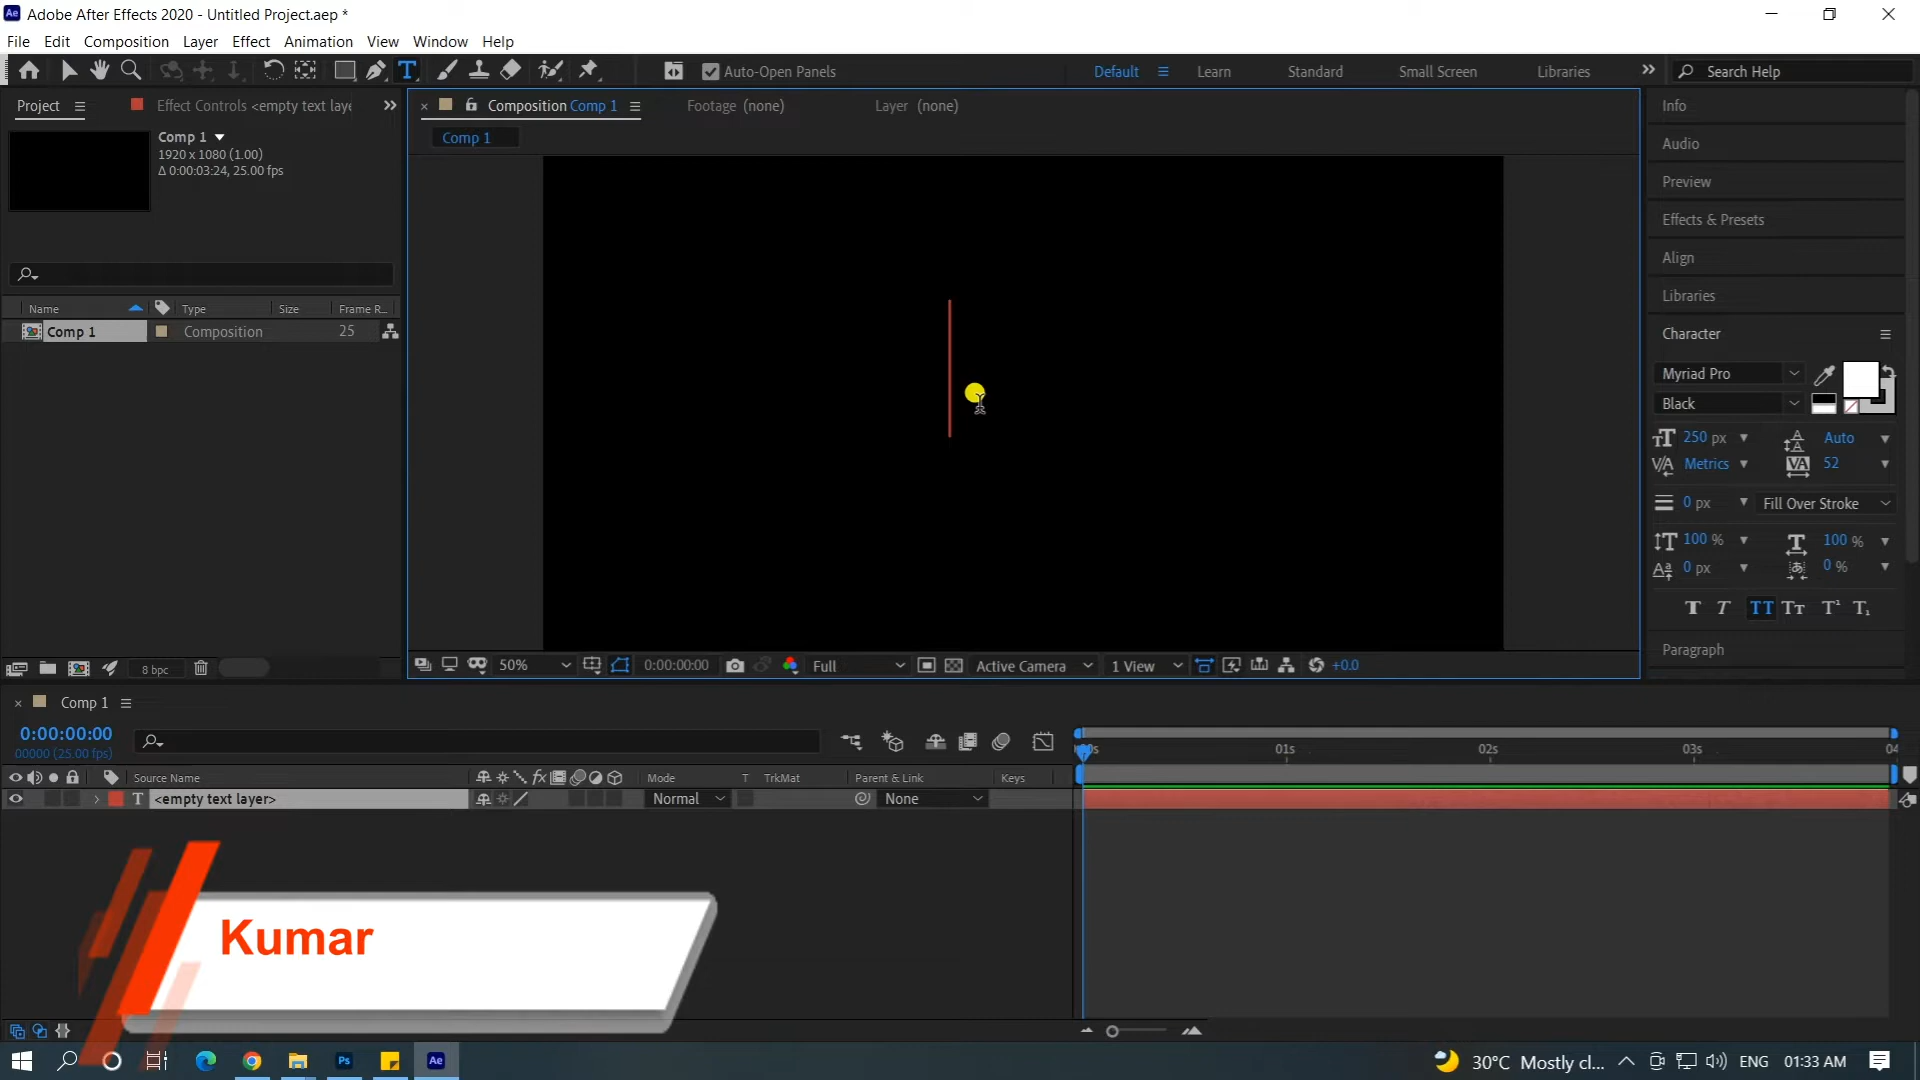 Adobe After Effects 2020 - Untitled Project.aep *
File Edit Composition Layer Effect Animation View Window Help
Auto-Open Panels
Default Learn Standard Small Screen Libraries
Search Help
Project
Effect Controls <empty text laye
Composition Comp 1
Footage (none)
Layer (none)
Comp 1
Comp 1
1920 x 1080 (1.00)
Δ 0:00:03:24, 25.00 fps
Name Type Size Frame R...
Comp 1 Composition 25
8 bpc
50% 0:00:00:00 Full Active Camera 1 View +0.0
Info
Audio
Preview
Effects & Presets
Align
Libraries
Character
Myriad Pro
Black
250 px Auto
Metrics 52
0 px Fill Over Stroke
100 % 100 %
0 px 0 %
Paragraph
Comp 1
0:00:00:00
00000 (25.00 fps)
Source Name Mode T TrkMat Parent & Link Keys
<empty text layer> Normal None
01s 02s 03s 04
Kumar
30°C Mostly cl... ENG 01:33 AM